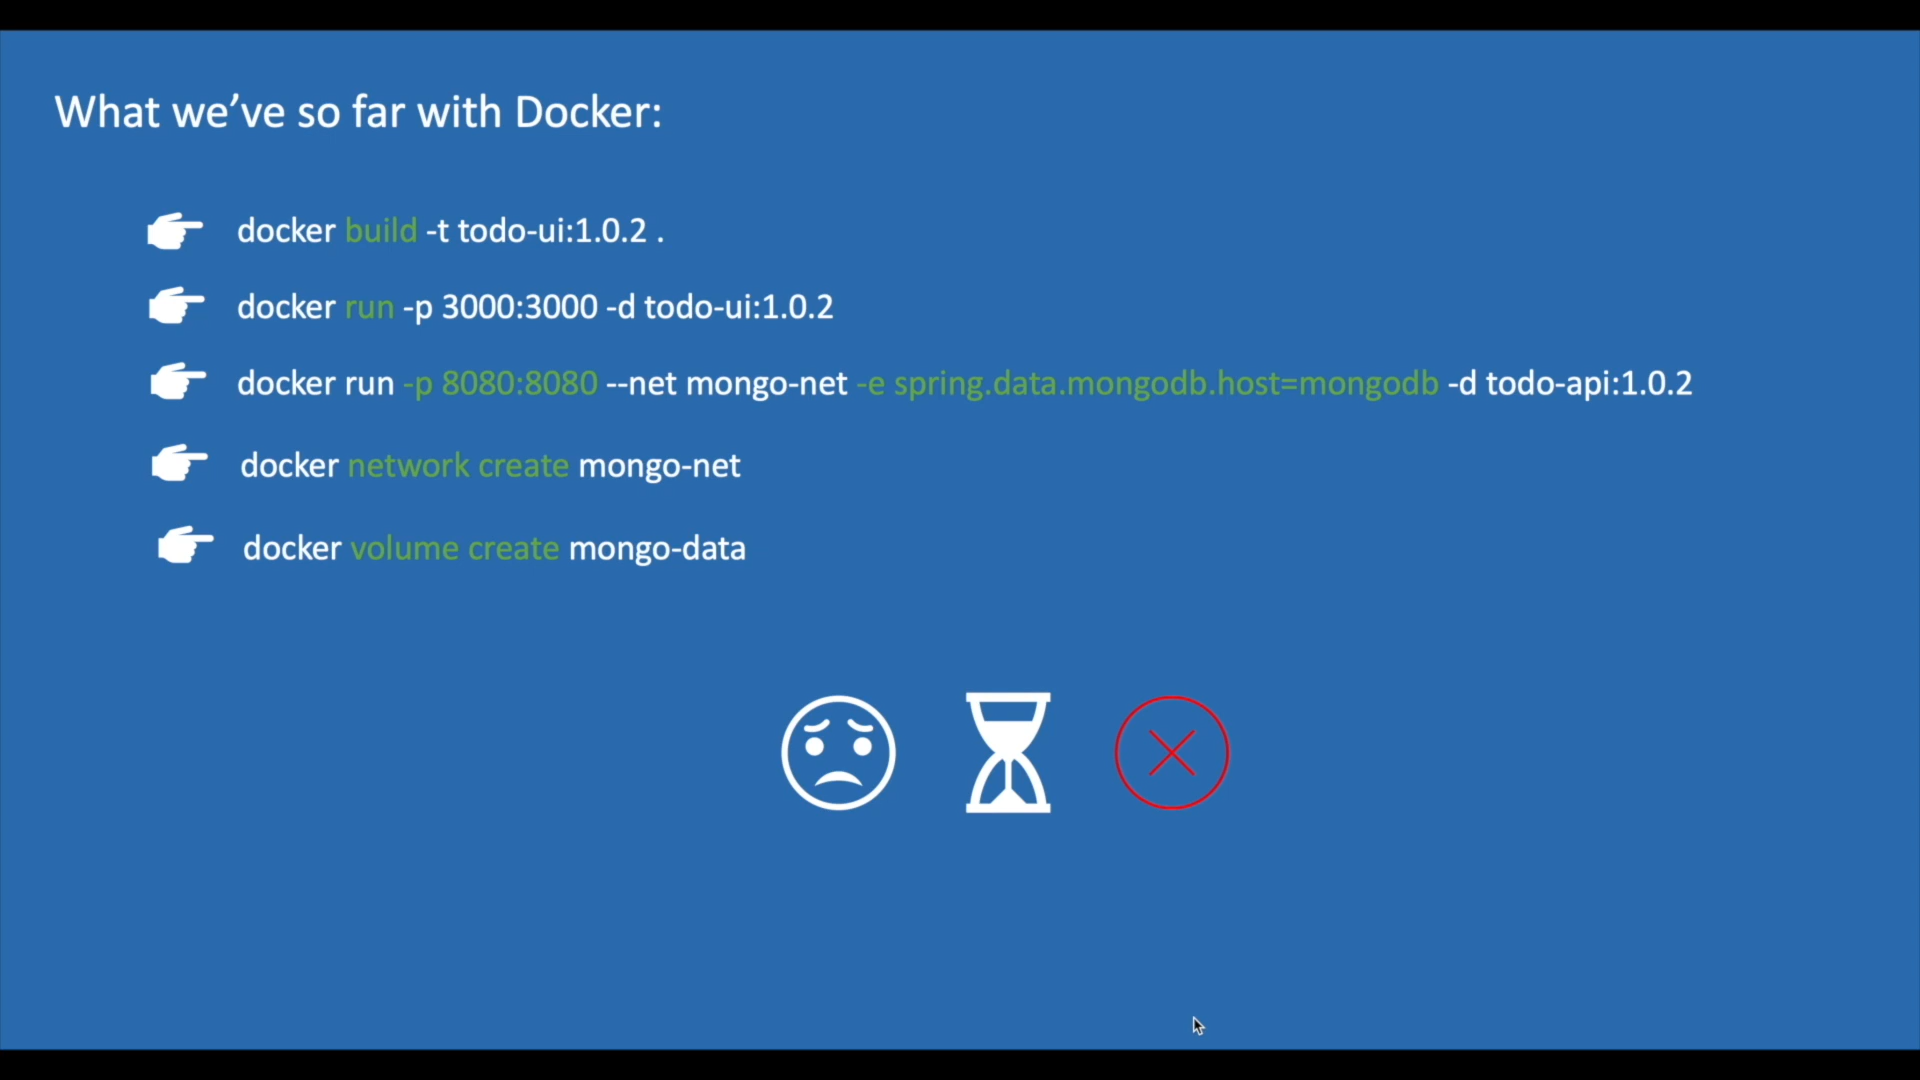 What we’ve so far with Docker:
docker build -t todo-ui:1.0.2 .
docker run -p 3000:3000 -d todo-ui:1.0.2
docker run -p 8080:8080 --net mongo-net -e spring.data.mongodb.host=mongodb -d todo-api:1.0.2
docker network create mongo-net
docker volume create mongo-data